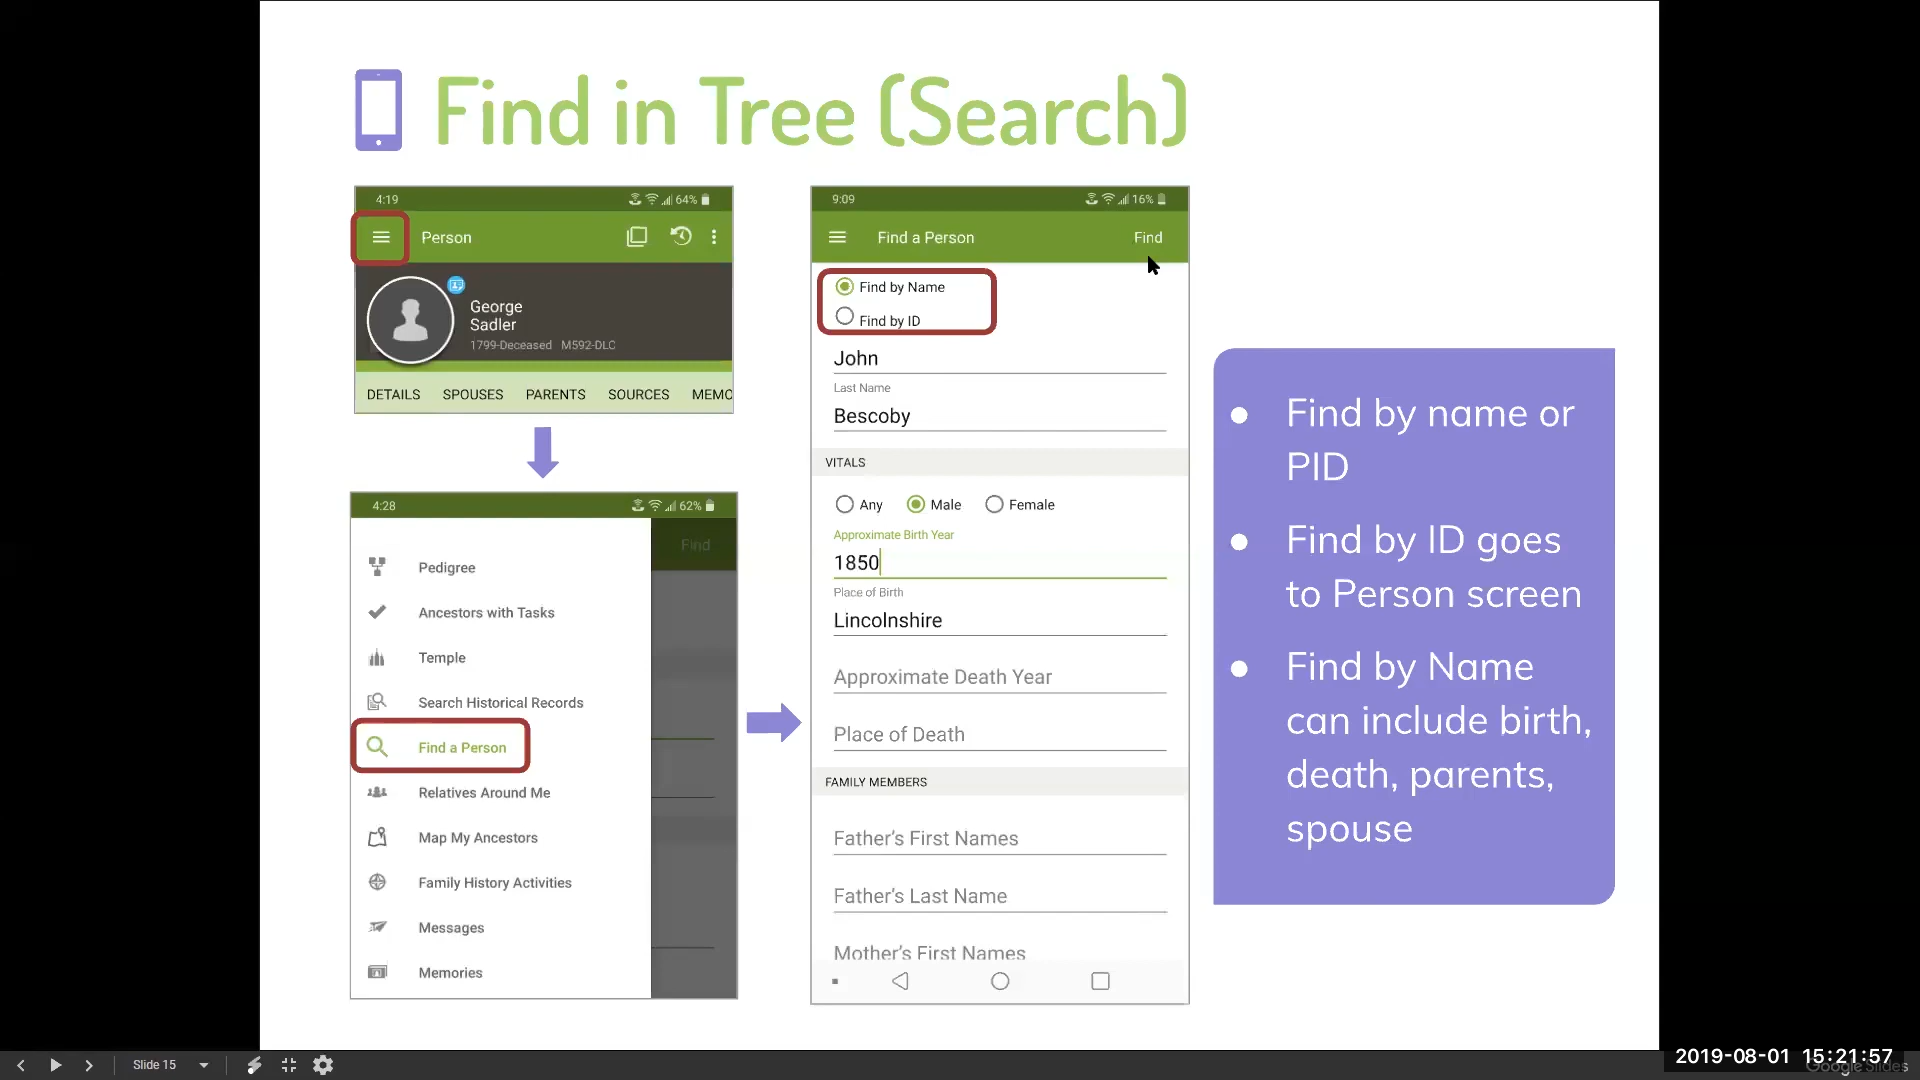 Find in Tree (Search)
4:19
64%
Person
George
Sadler
1799-Deceased M592-DLC
DETAILS SPOUSES PARENTS SOURCES MEMO
4:28
62%
Find
Pedigree
Ancestors with Tasks
Temple
Search Historical Records
Find a Person
Relatives Around Me
Map My Ancestors
Family History Activities
Messages
Memories
9:09
16%
Find a Person
Find
Find by Name
Find by ID
John
Last Name
Bescoby
VITALS
Any Male Female
Approximate Birth Year
1850
Place of Birth
Lincolnshire
Approximate Death Year
Place of Death
FAMILY MEMBERS
Father's First Names
Father's Last Name
Mother's First Names
Find by name or
PID
Find by ID goes
to Person screen
Find by Name
can include birth,
death, parents,
spouse
Slide 15
2019-08-01 15:21:57
Google Slides